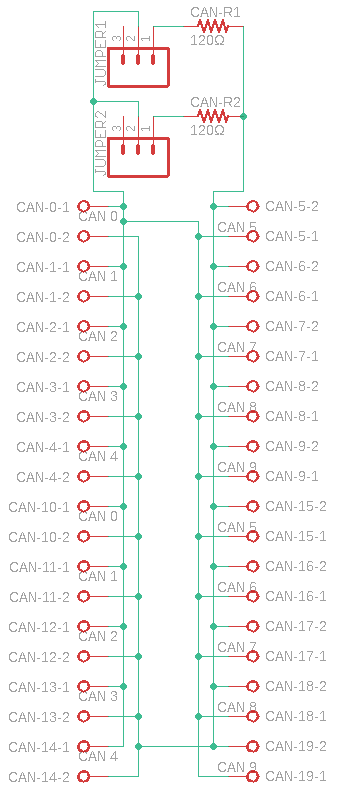 CAN-R1
120Ω
JUMPER1
3 2 1
CAN-R2
120Ω
JUMPER2
3 2 1
CAN-0-1
CAN 0
CAN-0-2
CAN-1-1
CAN 1
CAN-1-2
CAN-2-1
CAN 2
CAN-2-2
CAN-3-1
CAN 3
CAN-3-2
CAN-4-1
CAN 4
CAN-4-2
CAN-10-1
CAN 0
CAN-10-2
CAN-11-1
CAN 1
CAN-11-2
CAN-12-1
CAN 2
CAN-12-2
CAN-13-1
CAN 3
CAN-13-2
CAN-14-1
CAN 4
CAN-14-2
CAN-5-2
CAN 5
CAN-5-1
CAN-6-2
CAN 6
CAN-6-1
CAN-7-2
CAN 7
CAN-7-1
CAN-8-2
CAN 8
CAN-8-1
CAN-9-2
CAN 9
CAN-9-1
CAN-15-2
CAN 5
CAN-15-1
CAN-16-2
CAN 6
CAN-16-1
CAN-17-2
CAN 7
CAN-17-1
CAN-18-2
CAN 8
CAN-18-1
CAN-19-2
CAN 9
CAN-19-1